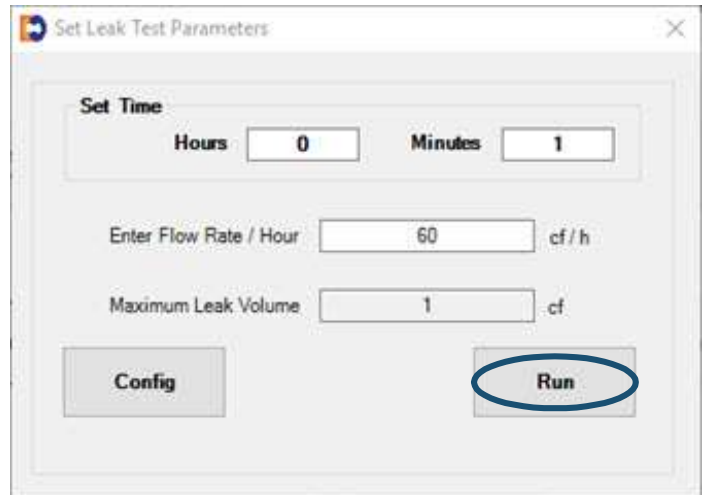 Set Leak Test Parameters
Set Time
Hours 0 Minutes 1
Enter Flow Rate / Hour 60 cf / h
Maximum Leak Volume 1 cf
Config Run